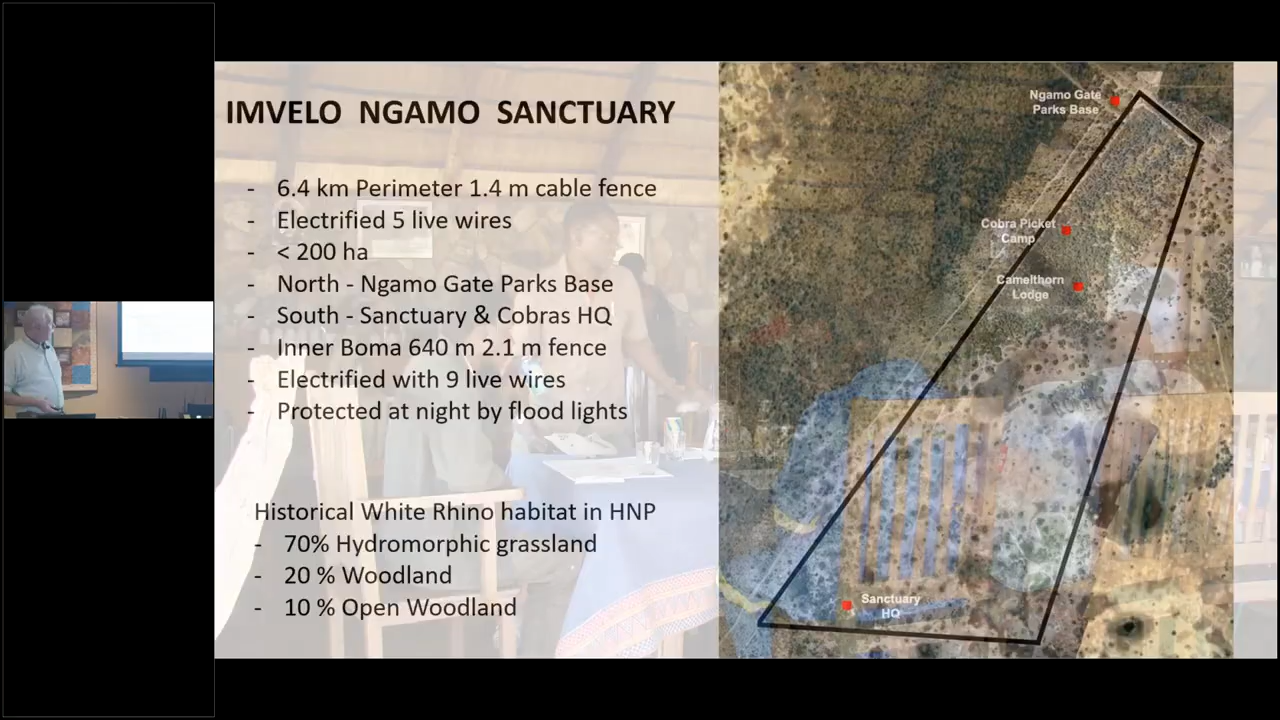 IMVELO NGAMO SANCTUARY
- 6.4 km Perimeter 1.4 m cable fence
- Electrified 5 live wires
- < 200 ha
- North - Ngamo Gate Parks Base
- South - Sanctuary & Cobras HQ
- Inner Boma 640 m 2.1 m fence
- Electrified with 9 live wires
- Protected at night by flood lights
Historical White Rhino habitat in HNP
- 70% Hydromorphic grassland
- 20 % Woodland
- 10 % Open Woodland
Ngamo Gate
Parks Base
Cobra Picket
Camp
Camelthorn
Lodge
Sanctuary
HQ